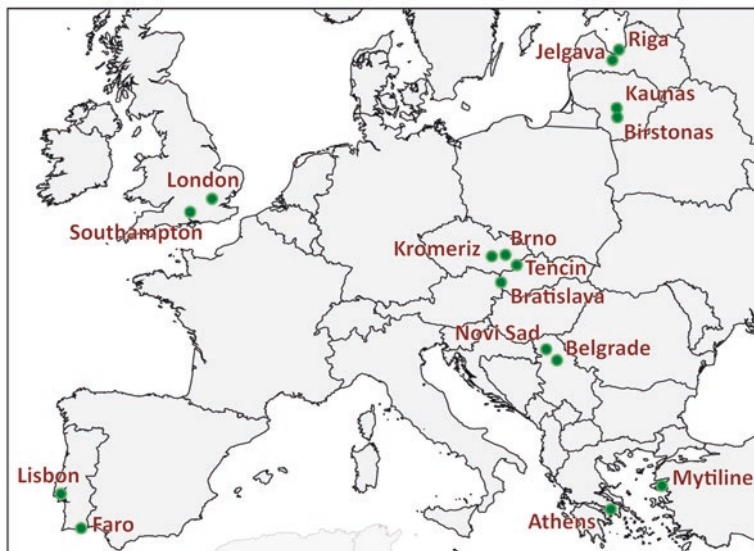 Riga
Jelgava
Kaunas
Birstonas
London
Southampton
Kromeriz
Brno
Tencin
Bratislava
Novi Sad
Belgrade
Lisbon
Faro
Mytiline
Athens